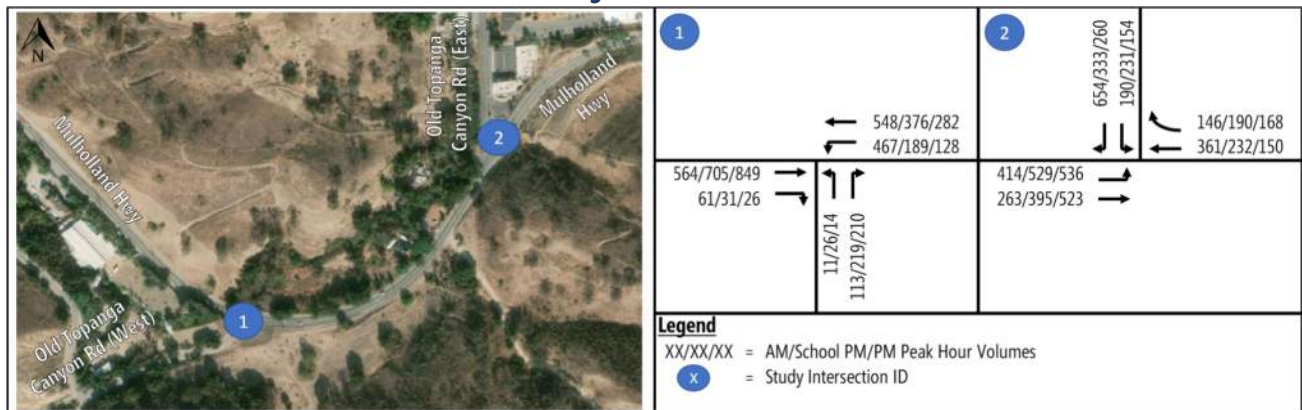 N
Mulholland Hwy
Old Topanga
Canyon Rd (West)
Old Topanga
Canyon Rd (East)
Mulholland
Hwy
1
2
1
548/376/282
467/189/128
564/705/849
61/31/26
11/26/14
113/219/210
2
654/333/260
190/231/154
146/190/168
361/232/150
414/529/536
263/395/523
Legend
XX/XX/XX = AM/School PM/PM Peak Hour Volumes
X = Study Intersection ID